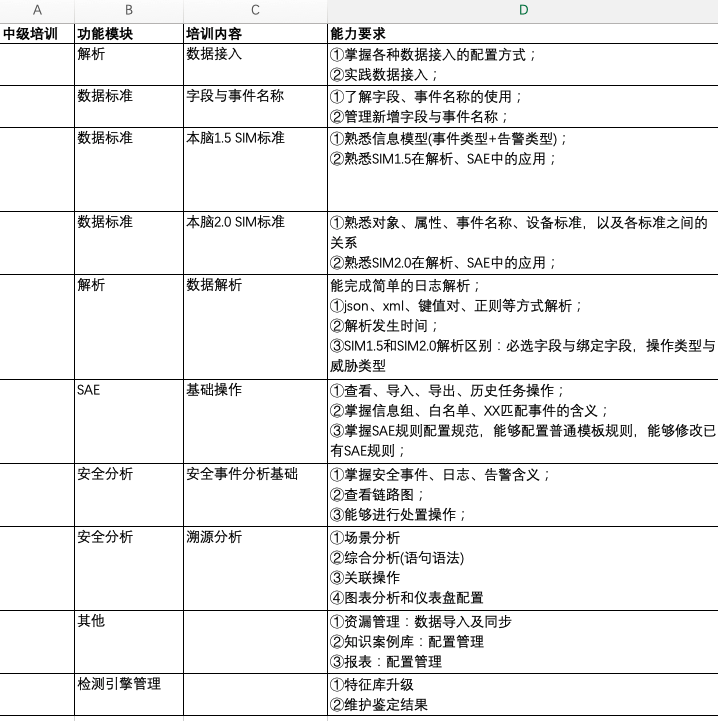 A B C D
中级培训 功能模块 培训内容 能力要求
解析 数据接入 ①掌握各种数据接入的配置方式；
②实践数据接入；
数据标准 字段与事件名称 ①了解字段、事件名称的使用；
②管理新增字段与事件名称；
数据标准 本脑1.5 SIM标准 ①熟悉信息模型(事件类型+告警类型)；
②熟悉SIM1.5在解析、SAE中的应用；
数据标准 本脑2.0 SIM标准 ①熟悉对象、属性、事件名称、设备标准，以及各标准之间的
关系
②熟悉SIM2.0在解析、SAE中的应用；
解析 数据解析 能完成简单的日志解析；
①json、xml、键值对、正则等方式解析；
②解析发生时间；
③SIM1.5和SIM2.0解析区别：必选字段与绑定字段，操作类型与
威胁类型
SAE 基础操作 ①查看、导入、导出、历史任务操作；
②掌握信息组、白名单、XX匹配事件的含义；
③掌握SAE规则配置规范，能够配置普通模板规则，能够修改已
有SAE规则；
安全分析 安全事件分析基础 ①掌握安全事件、日志、告警含义；
②查看链路图；
③能够进行处置操作；
安全分析 溯源分析 ①场景分析
②综合分析(语句语法)
③关联操作
④图表分析和仪表盘配置
其他 ①资漏管理：数据导入及同步
②知识案例库：配置管理
③报表：配置管理
检测引擎管理 ①特征库升级
②维护鉴定结果